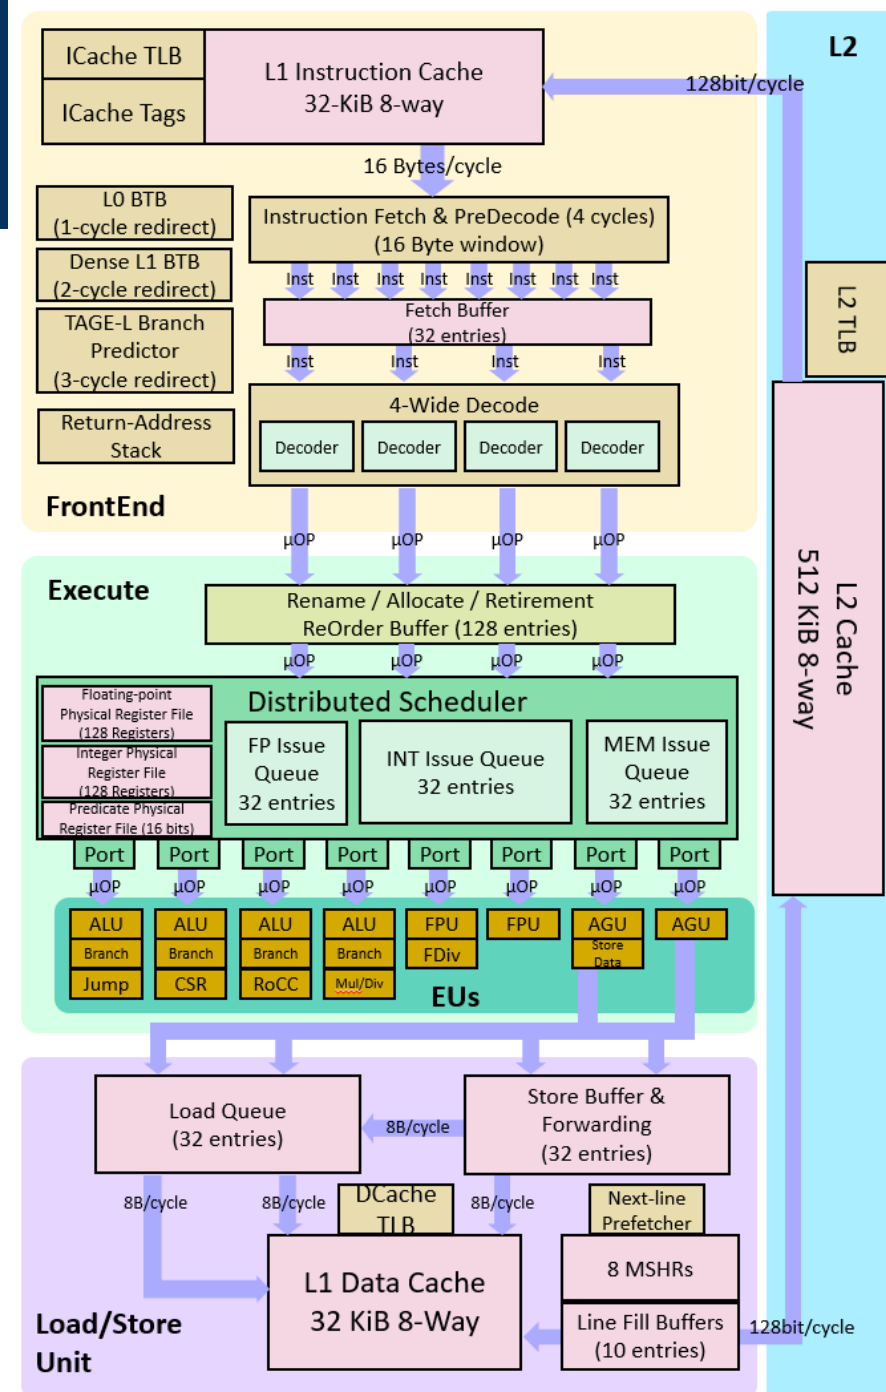 ICache TLB
ICache Tags
L1 Instruction Cache
32-KiB 8-way
L2
128bit/cycle
16 Bytes/cycle
L0 BTB
(1-cycle redirect)
Dense L1 BTB
(2-cycle redirect)
TAGE-L Branch
Predictor
(3-cycle redirect)
Return-Address
Stack
Instruction Fetch & PreDecode (4 cycles)
(16 Byte window)
Inst Inst Inst Inst Inst Inst Inst Inst
Fetch Buffer
(32 entries)
Inst Inst Inst Inst
4-Wide Decode
Decoder Decoder Decoder Decoder
FrontEnd
L2 TLB
L2 Cache
512 KiB 8-way
µOP µOP µOP µOP
Execute
Rename / Allocate / Retirement
ReOrder Buffer (128 entries)
µOP µOP µOP µOP
Distributed Scheduler
Floating-point
Physical Register File
(128 Registers)
Integer Physical
Register File
(128 Registers)
Predicate Physical
Register File (16 bits)
FP Issue
Queue
32 entries
INT Issue Queue
32 entries
MEM Issue
Queue
32 entries
Port Port Port Port Port Port Port Port
µOP µOP µOP µOP µOP µOP µOP µOP
ALU ALU ALU ALU FPU FPU AGU AGU
Branch Branch Branch Branch FDiv Store
Data
Jump CSR RoCC Mul/Div
EUs
Load Queue
(32 entries)
8B/cycle
Store Buffer &
Forwarding
(32 entries)
8B/cycle 8B/cycle 8B/cycle
DCache
TLB
Next-line
Prefetcher
L1 Data Cache
32 KiB 8-Way
8 MSHRs
Line Fill Buffers
(10 entries)
128bit/cycle
Load/Store
Unit